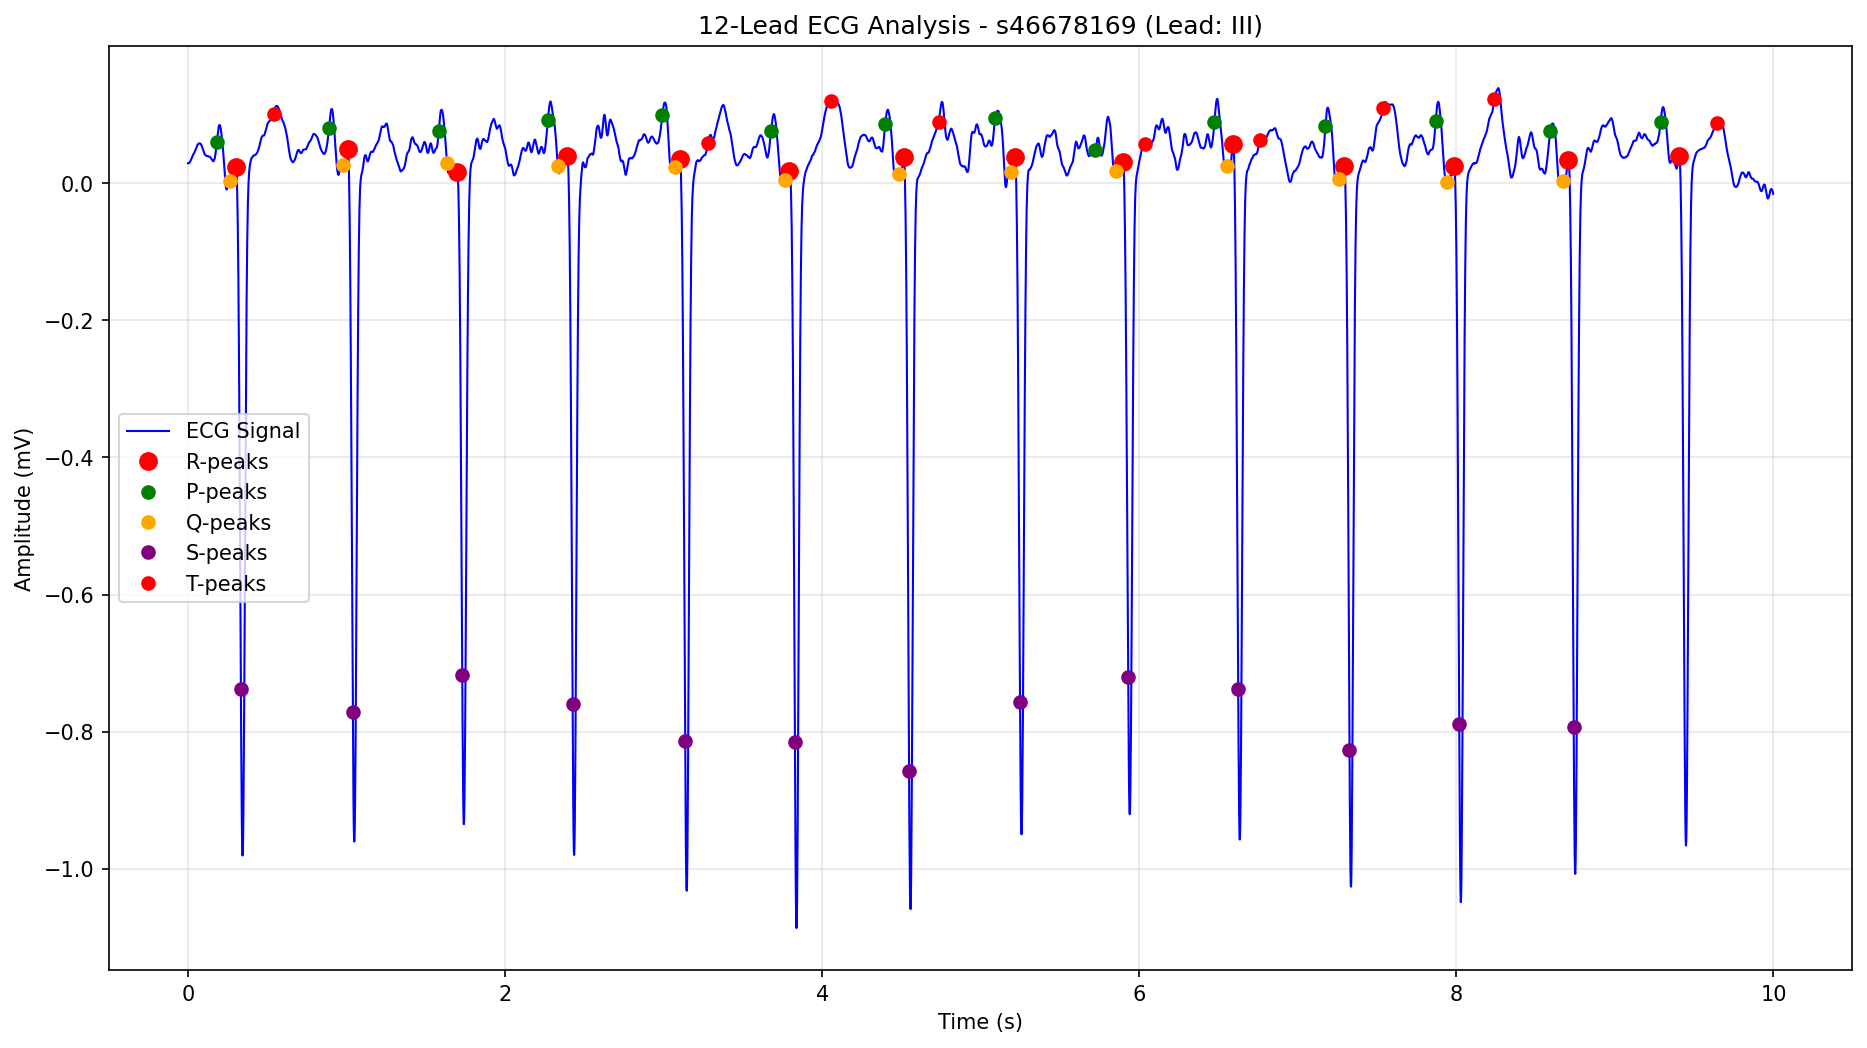 12-Lead ECG Analysis - s46678169 (Lead: III)
Amplitude (mV)
0.0
−0.2
−0.4
−0.6
−0.8
−1.0
ECG Signal
R-peaks
P-peaks
Q-peaks
S-peaks
T-peaks
0 2 4 6 8 10
Time (s)